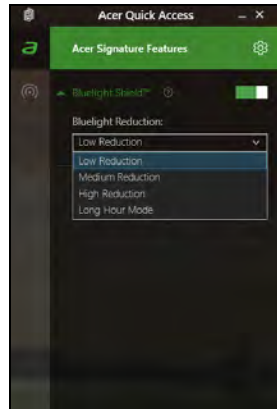 Acer Quick Access
Acer Signature Features
Bluelight Shield™
Bluelight Reduction:
Low Reduction
Low Reduction
Medium Reduction
High Reduction
Long Hour Mode